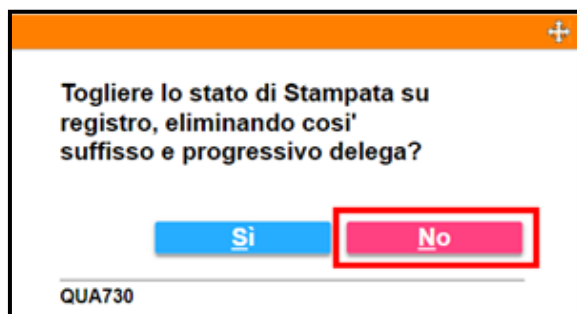 Togliere lo stato di Stampata su
registro, eliminando cosi'
suffisso e progressivo delega?
Sì No
QUA730